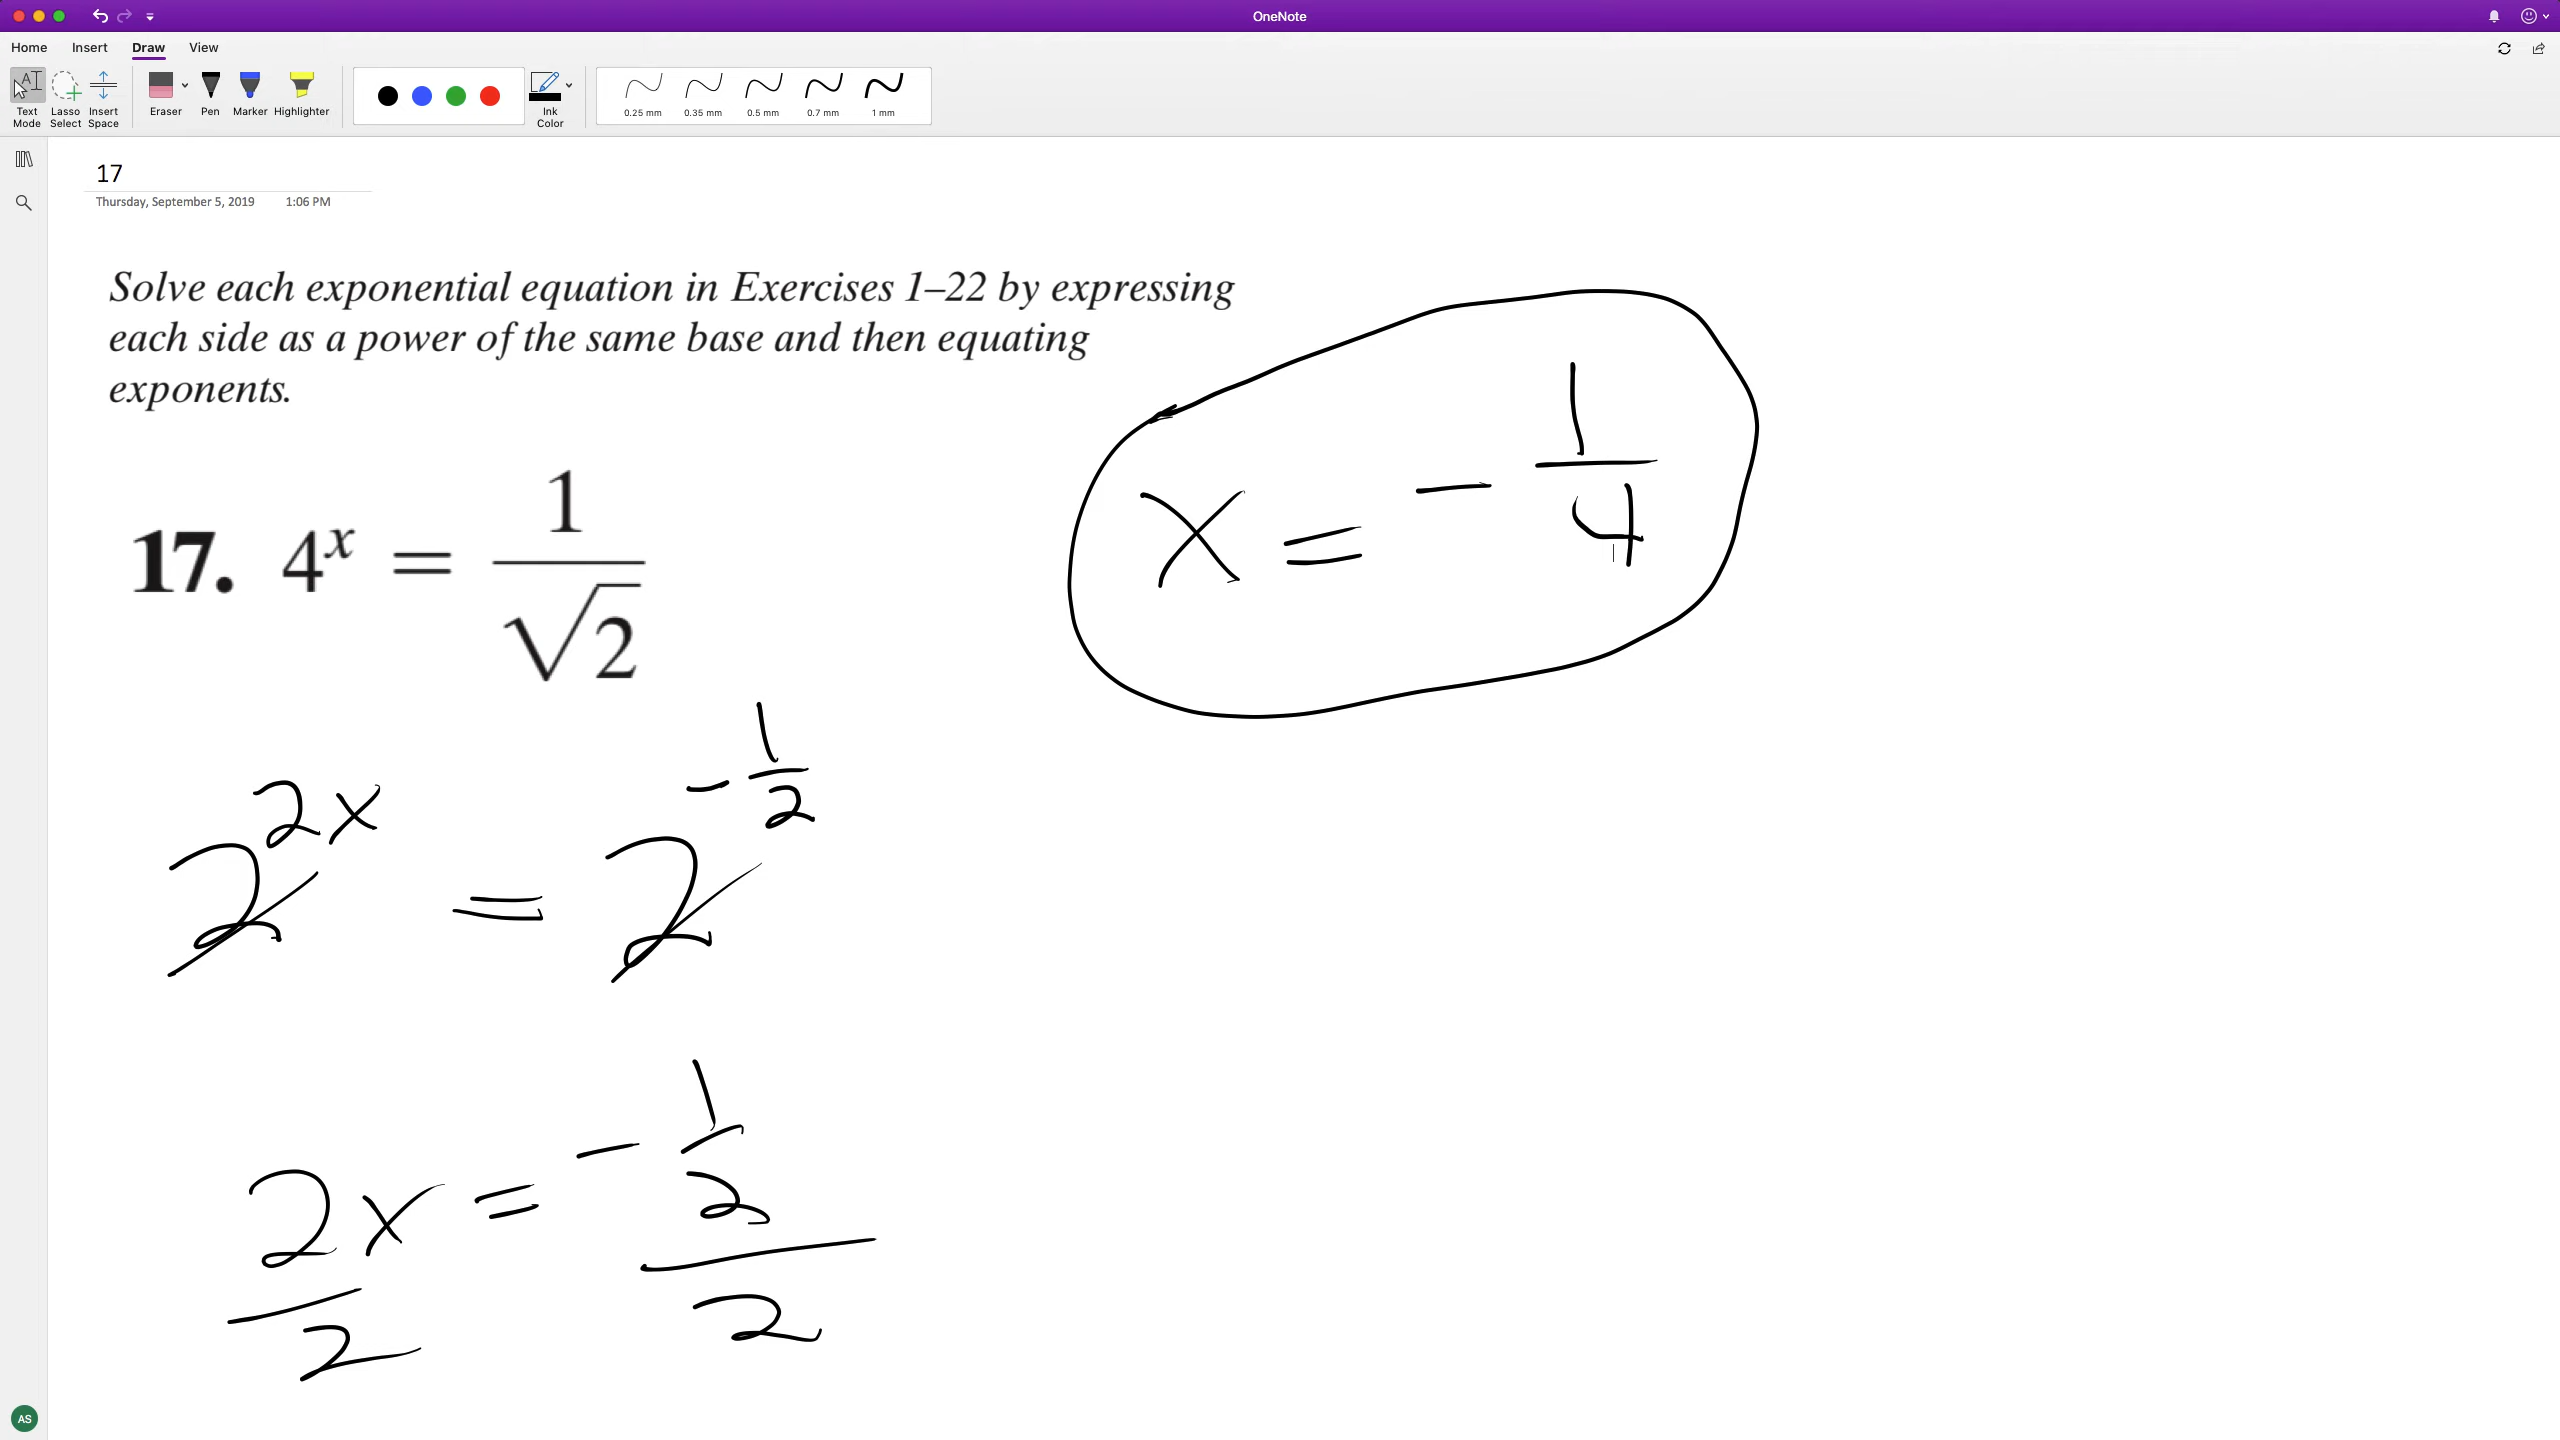 OneNote
Home Insert Draw View
Text Mode Lasso Select Insert Space Eraser Pen Marker Highlighter Ink Color 0.25 mm 0.35 mm 0.5 mm 0.7 mm 1 mm
17
Thursday, September 5, 2019 1:06 PM
Solve each exponential equation in Exercises 1–22 by expressing
each side as a power of the same base and then equating
exponents.
17. 4^x = 1/√2
x = -1/4
2^{2x} = 2^{-1/2}
2x/2 = -1/2/2
AS